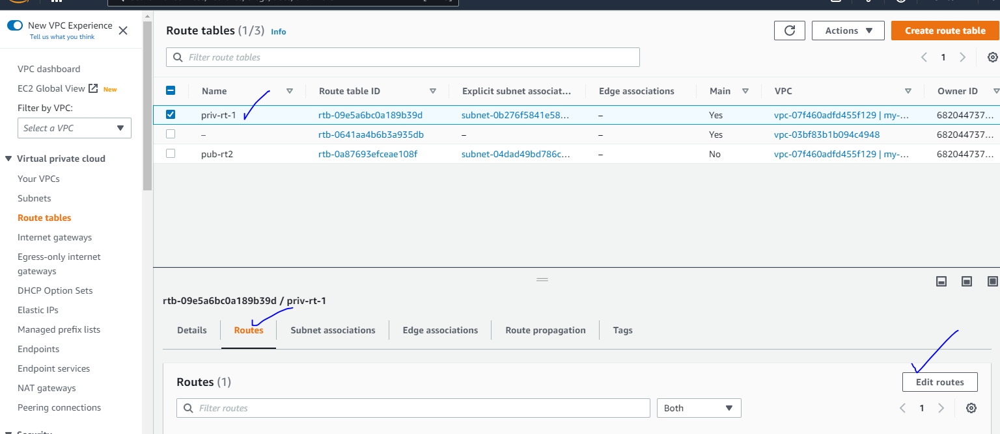 New VPC Experience
Tell us what you think
VPC dashboard
EC2 Global View New
Filter by VPC:
Select a VPC
Virtual private cloud
Your VPCs
Subnets
Route tables
Internet gateways
Egress-only internet
gateways
DHCP Option Sets
Elastic IPs
Managed prefix lists
Endpoints
Endpoint services
NAT gateways
Peering connections
Security
Route tables (1/3) Info
Actions
Create route table
Filter route tables
1
Name Route table ID Explicit subnet associat... Edge associations Main VPC Owner ID
priv-rt-1 rtb-09e5a6bc0a189b39d subnet-0b276f5841e58... – Yes vpc-07f460adfd455f129 | my-... 682044737...
– rtb-0641aa4b6b3a935db – – Yes vpc-03bf83b1b094c4948 682044737...
pub-rt2 rtb-0a87693efceae108f subnet-04dad49bd786c... – No vpc-07f460adfd455f129 | my-... 682044737...
rtb-09e5a6bc0a189b39d / priv-rt-1
Details Routes Subnet associations Edge associations Route propagation Tags
Routes (1)
Edit routes
Filter routes
Both
1